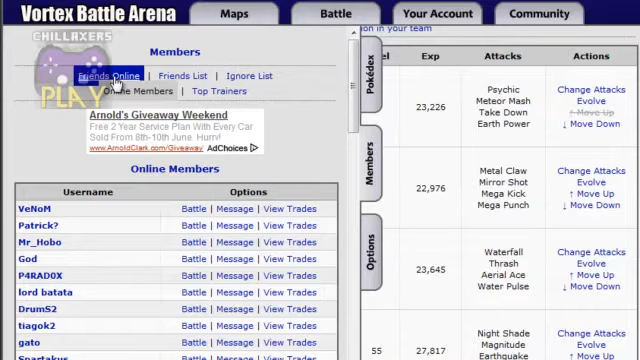 Vortex Battle Arena
Maps
Battle
Your Account
Community
ion in your team
CHILLAXERS
PLAY
Members
Friends Online | Friends List | Ignore List
Online Members | Top Trainers
Arnold's Giveaway Weekend
Free 2 Year Service Plan With Every Car
Sold From 8th-10th June. Hurry!
www.ArnoldClark.com/Giveaway
AdChoices
Online Members
Username Options
VeNoM Battle | Message | View Trades
Patrick? Battle | Message | View Trades
Mr_Hobo Battle | Message | View Trades
God Battle | Message | View Trades
P4RAD0X Battle | Message | View Trades
lord batata Battle | Message | View Trades
DrumS2 Battle | Message | View Trades
tiagok2 Battle | Message | View Trades
gato Battle | Message | View Trades
Spartakus Battle | Message | View Trades
Pokédex
Members
Options
el Exp Attacks Actions
23,226
Psychic
Meteor Mash
Take Down
Earth Power
Change Attacks
Evolve
↑ Move Up
↓ Move Down
22,976
Metal Claw
Mirror Shot
Mega Kick
Mega Punch
Change Attacks
Evolve
↑ Move Up
↓ Move Down
23,645
Waterfall
Thrash
Aerial Ace
Water Pulse
Change Attacks
Evolve
↑ Move Up
↓ Move Down
55 27,817
Night Shade
Magnitude
Earthquake
Change Attacks
Evolve
↑ Move Up